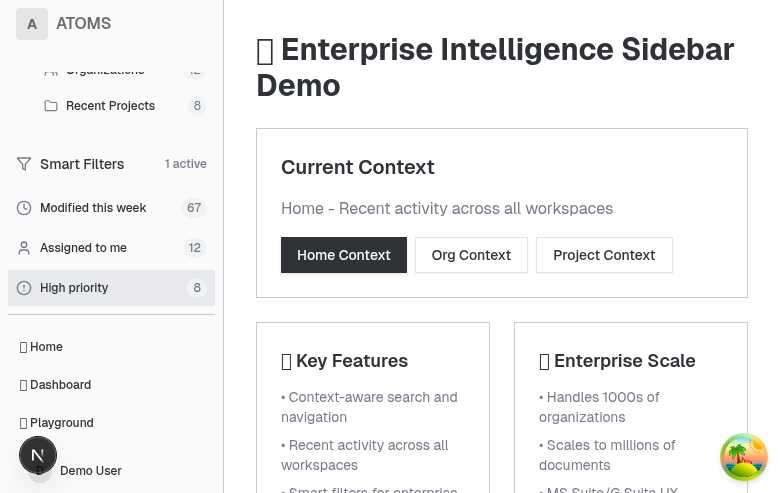 A ATOMS
Organizations 12
Recent Projects 8
Smart Filters 1 active
Modified this week 67
Assigned to me 12
High priority 8
Home
Dashboard
Playground
N
Demo User
Enterprise Intelligence Sidebar
Demo
Current Context
Home - Recent activity across all workspaces
Home Context Org Context Project Context
Key Features
• Context-aware search and
navigation
• Recent activity across all
workspaces
• Smart filters for enterprise
Enterprise Scale
• Handles 1000s of
organizations
• Scales to millions of
documents
• MS Suite/G Suite UX